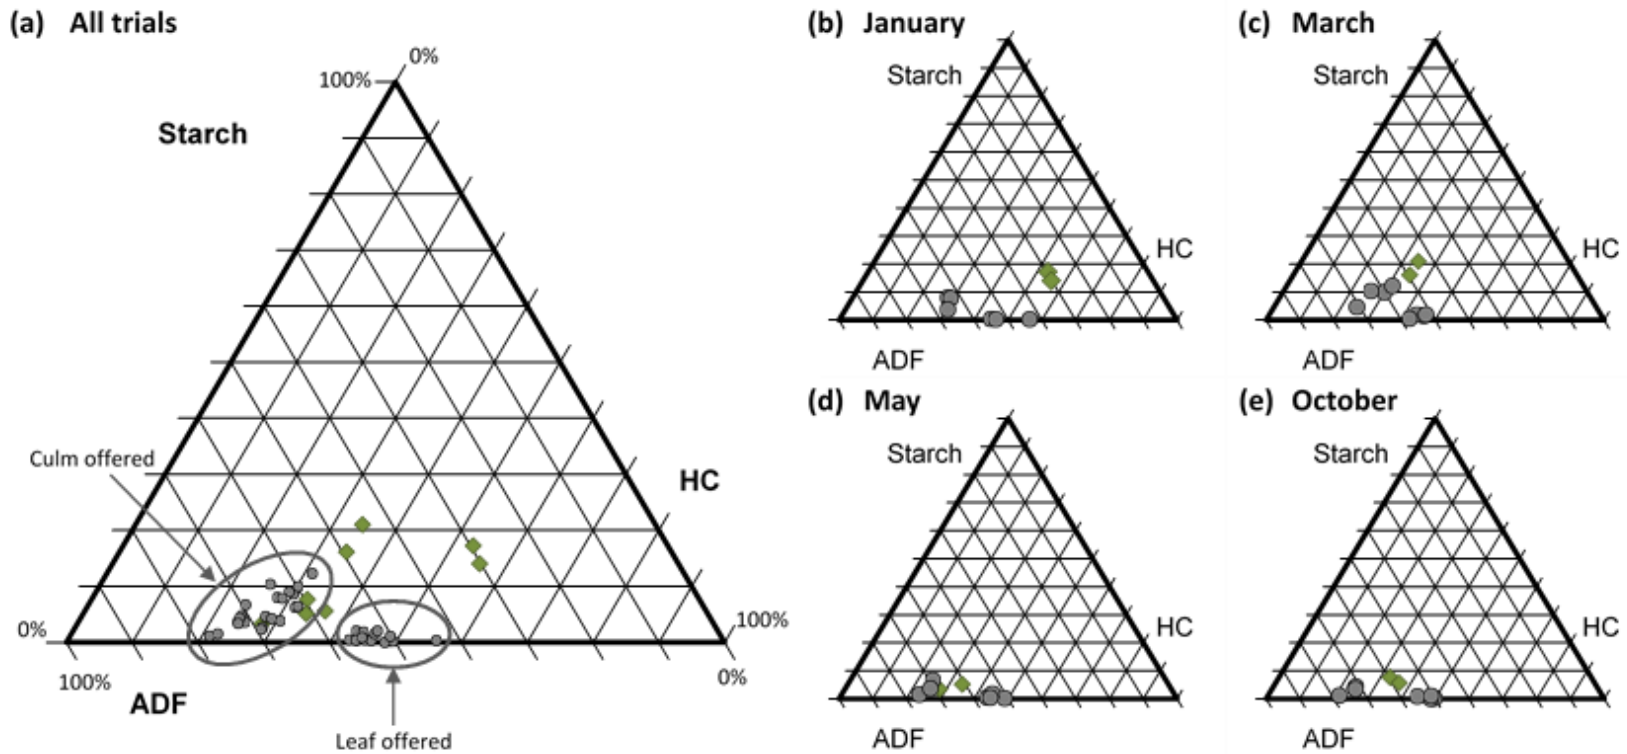 (a) All trials
0%
100%
Starch
Culm offered
HC
0%
100%
100%
0%
ADF
Leaf offered
(b) January
Starch
HC
ADF
(c) March
Starch
HC
ADF
(d) May
Starch
HC
ADF
(e) October
Starch
HC
ADF